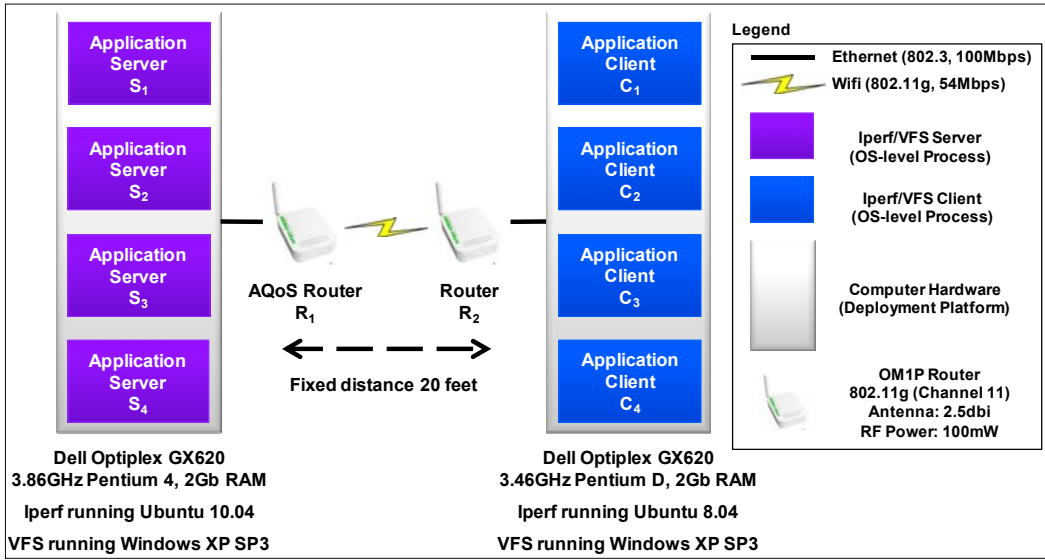 Application
Server
S1
Application
Server
S2
Application
Server
S3
Application
Server
S4
Dell Optiplex GX620
3.86GHz Pentium 4, 2Gb RAM
Iperf running Ubuntu 10.04
VFS running Windows XP SP3
AQoS Router
R1
Router
R2
Fixed distance 20 feet
Application
Client
C1
Application
Client
C2
Application
Client
C3
Application
Client
C4
Dell Optiplex GX620
3.46GHz Pentium D, 2Gb RAM
Iperf running Ubuntu 8.04
VFS running Windows XP SP3
Legend
Ethernet (802.3, 100Mbps)
Wifi (802.11g, 54Mbps)
Iperf/VFS Server
(OS-level Process)
Iperf/VFS Client
(OS-level Process)
Computer Hardware
(Deployment Platform)
OM1P Router
802.11g (Channel 11)
Antenna: 2.5dbi
RF Power: 100mW